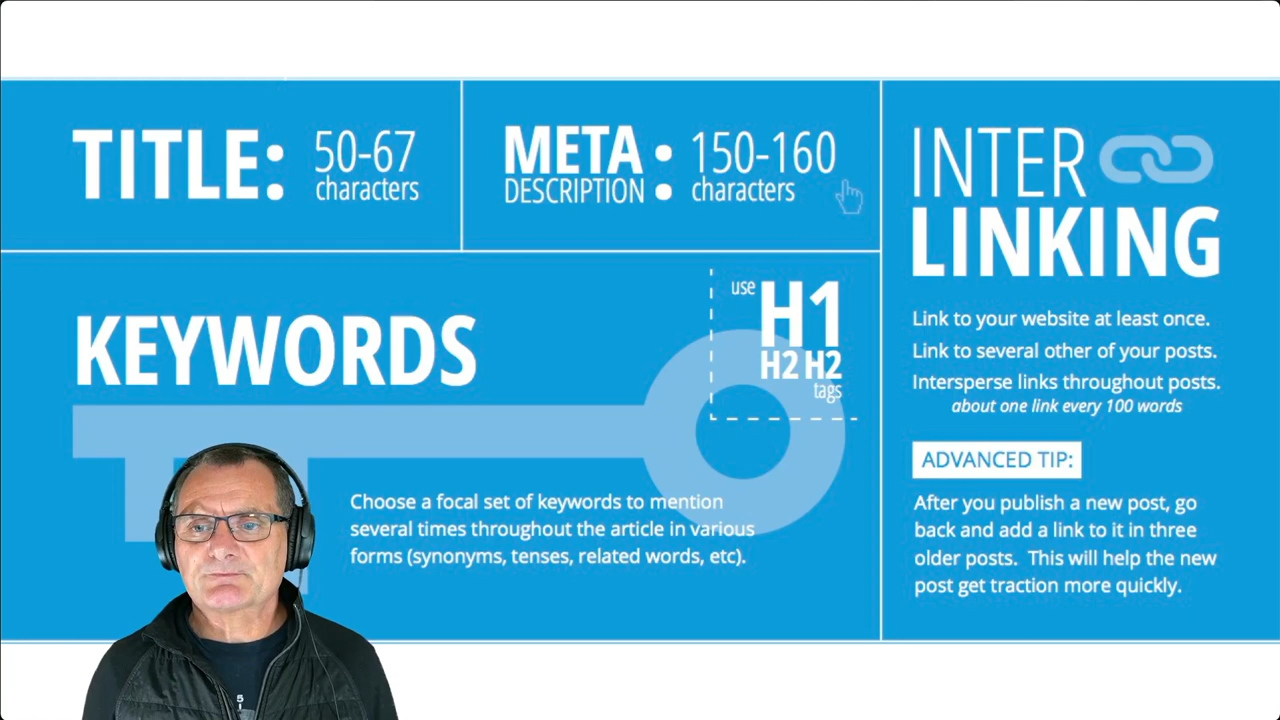 TITLE: 50-67
characters
META : 150-160
DESCRIPTION characters
KEYWORDS
use H1
H2 H2
tags
Choose a focal set of keywords to mention
several times throughout the article in various
forms (synonyms, tenses, related words, etc).
INTER
LINKING
Link to your website at least once.
Link to several other of your posts.
Intersperse links throughout posts.
about one link every 100 words
ADVANCED TIP:
After you publish a new post, go
back and add a link to it in three
older posts. This will help the new
post get traction more quickly.